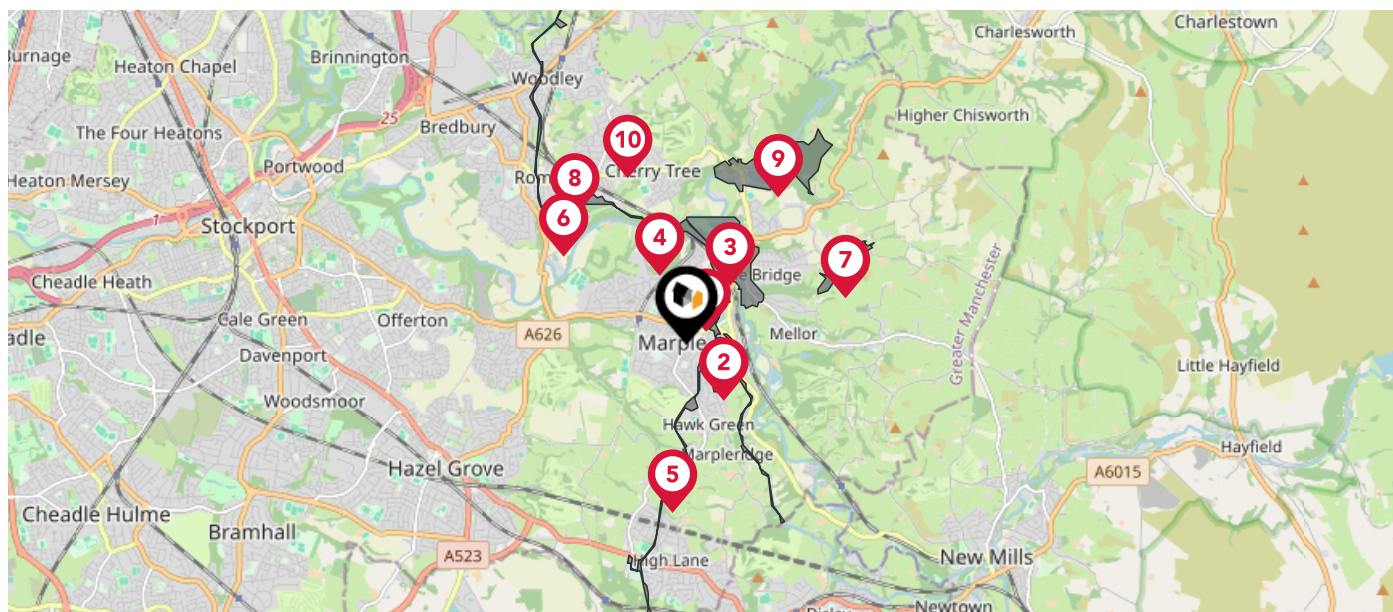 Charlestown
Charlesworth
Burnage
Brinnington
Heaton Chapel
Woodley
25
Higher Chisworth
The Four Heatons
Bredbury
10
Portwood
9
Cherry Tree
Heaton Mersey
8
Rom
1
6
Stockport
4
3
7
Bridge
Cheadle Heath
Greater Manchester
Cale Green
Offerton
A626
Mellor
adle
Marple
Davenport
2
Little Hayfield
Woodsmoor
Hawk Green
Hayfield
Marpleridge
Hazel Grove
5
A6015
Cheadle Hulme
Bramhall
A523
High Lane
New Mills
Newtown